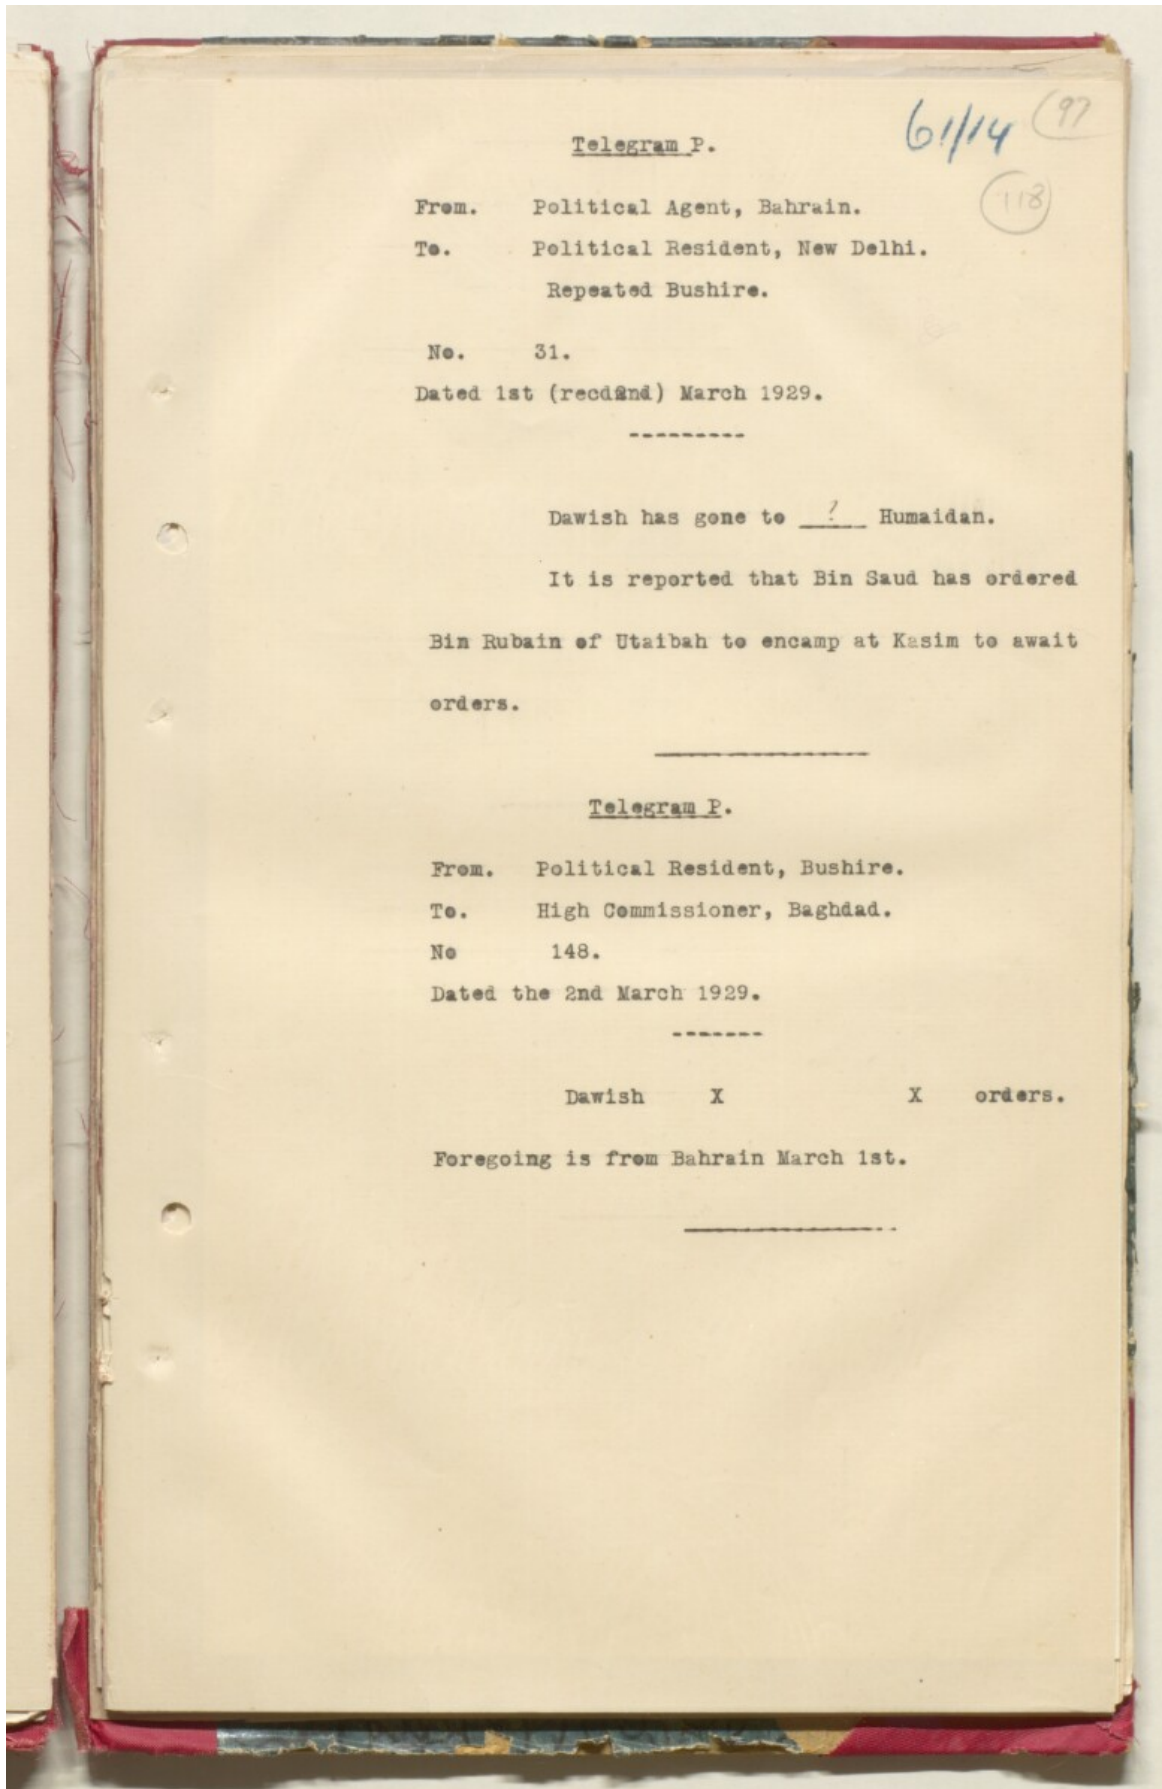 61/14
97
Telegram P.
118
From. Political Agent, Bahrain.
To. Political Resident, New Delhi.
Repeated Bushire.
No. 31.
Dated 1st (recd2nd) March 1929.
---------
Dawish has gone to ? Humaidan.
It is reported that Bin Saud has ordered
Bin Rubain of Utaibah to encamp at Kasim to await
orders.
Telegram P.
From. Political Resident, Bushire.
To. High Commissioner, Baghdad.
No 148.
Dated the 2nd March 1929.
-------
Dawish X X orders.
Foregoing is from Bahrain March 1st.